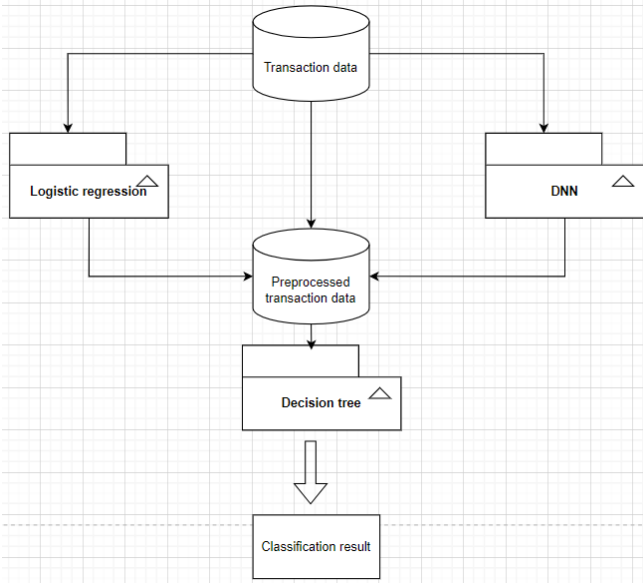 Transaction data
Logistic regression
DNN
Preprocessed
transaction data
Decision tree
Classification result